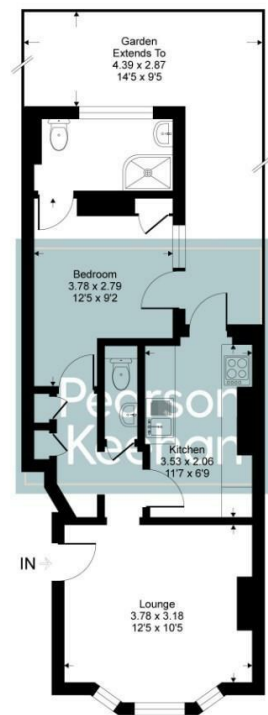 Garden
Extends To
4.39 x 2.87
14'5 x 9'5
Bedroom
3.78 x 2.79
12'5 x 9'2
Pearson
Keehan
Kitchen
3.53 x 2.06
11'7 x 6'9
IN
Lounge
3.78 x 3.18
12'5 x 10'5